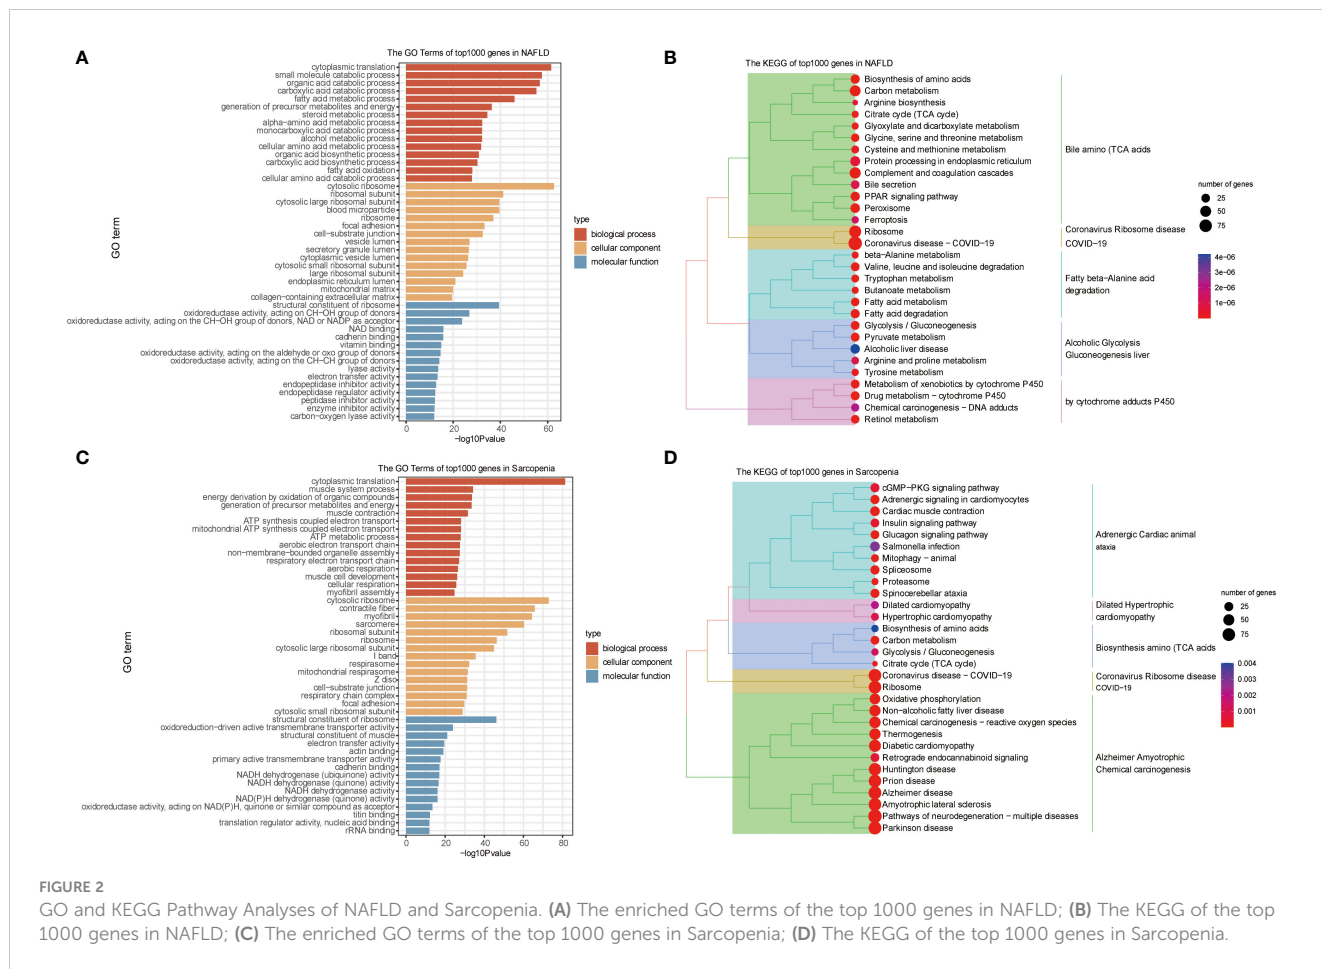 A
The GO Terms of top1000 genes in NAFLD
GO term
cytoplasmic translation
small molecule catabolic process
organic acid catabolic process
carboxylic acid catabolic process
fatty acid metabolic process
generation of precursor metabolites and energy
steroid metabolic process
alpha−amino acid metabolic process
monocarboxylic acid catabolic process
alcohol metabolic process
cellular amino acid metabolic process
organic acid biosynthetic process
carboxylic acid biosynthetic process
fatty acid oxidation
cellular amino acid catabolic process
cytosolic ribosome
ribosomal subunit
cytosolic large ribosomal subunit
blood microparticle
ribosome
focal adhesion
cell−substrate junction
vesicle lumen
secretory granule lumen
cytoplasmic vesicle lumen
cytosolic small ribosomal subunit
large ribosomal subunit
endoplasmic reticulum lumen
mitochondrial matrix
collagen−containing extracellular matrix
structural constituent of ribosome
oxidoreductase activity, acting on CH−OH group of donors
oxidoreductase activity, acting on the CH−OH group of donors, NAD or NADP as acceptor
NAD binding
cadherin binding
vitamin binding
oxidoreductase activity, acting on the aldehyde or oxo group of donors
oxidoreductase activity, acting on the CH−CH group of donors
lyase activity
electron transfer activity
endopeptidase inhibitor activity
endopeptidase regulator activity
peptidase inhibitor activity
enzyme inhibitor activity
carbon−oxygen lyase activity
0 20 40 60
−log10Pvalue
type
biological process
cellular component
molecular function
B
The KEGG of top1000 genes in NAFLD
Biosynthesis of amino acids
Carbon metabolism
Arginine biosynthesis
Citrate cycle (TCA cycle)
Glyoxylate and dicarboxylate metabolism
Glycine, serine and threonine metabolism
Cysteine and methionine metabolism
Protein processing in endoplasmic reticulum
Complement and coagulation cascades
Bile secretion
PPAR signaling pathway
Peroxisome
Ferroptosis
Ribosome
Coronavirus disease − COVID−19
beta−Alanine metabolism
Valine, leucine and isoleucine degradation
Tryptophan metabolism
Butanoate metabolism
Fatty acid metabolism
Fatty acid degradation
Glycolysis / Gluconeogenesis
Pyruvate metabolism
Alcoholic liver disease
Arginine and proline metabolism
Tyrosine metabolism
Metabolism of xenobiotics by cytochrome P450
Drug metabolism − cytochrome P450
Chemical carcinogenesis − DNA adducts
Retinol metabolism
Bile amino (TCA acids
Coronavirus Ribosome disease
COVID−19
Fatty beta−Alanine acid
degradation
Alcoholic Glycolysis
Gluconeogenesis liver
by cytochrome adducts P450
number of genes
25
50
75
4e−06
3e−06
2e−06
1e−06
C
The GO Terms of top1000 genes in Sarcopenia
GO term
cytoplasmic translation
muscle system process
energy derivation by oxidation of organic compounds
generation of precursor metabolites and energy
muscle contraction
ATP synthesis coupled electron transport
mitochondrial ATP synthesis coupled electron transport
ATP metabolic process
aerobic electron transport chain
non−membrane−bounded organelle assembly
respiratory electron transport chain
aerobic respiration
muscle cell development
cellular respiration
myofibril assembly
cytosolic ribosome
contractile fiber
myofibril
sarcomere
ribosomal subunit
ribosome
cytosolic large ribosomal subunit
I band
respirasome
mitochondrial respirasome
Z disc
cell−substrate junction
respiratory chain complex
focal adhesion
cytosolic small ribosomal subunit
structural constituent of ribosome
oxidoreduction−driven active transmembrane transporter activity
structural constituent of muscle
electron transfer activity
actin binding
primary active transmembrane transporter activity
cadherin binding
NADH dehydrogenase (ubiquinone) activity
NADH dehydrogenase (quinone) activity
NADH dehydrogenase activity
NAD(P)H dehydrogenase (quinone) activity
oxidoreductase activity, acting on NAD(P)H, quinone or similar compound as acceptor
titin binding
translation regulator activity, nucleic acid binding
rRNA binding
0 20 40 60 80
−log10Pvalue
type
biological process
cellular component
molecular function
D
The KEGG of top1000 genes in Sarcopenia
cGMP−PKG signaling pathway
Adrenergic signaling in cardiomyocytes
Cardiac muscle contraction
Insulin signaling pathway
Glucagon signaling pathway
Salmonella infection
Mitophagy − animal
Spliceosome
Proteasome
Spinocerebellar ataxia
Dilated cardiomyopathy
Hypertrophic cardiomyopathy
Biosynthesis of amino acids
Carbon metabolism
Glycolysis / Gluconeogenesis
Citrate cycle (TCA cycle)
Coronavirus disease − COVID−19
Ribosome
Oxidative phosphorylation
Non−alcoholic fatty liver disease
Chemical carcinogenesis − reactive oxygen species
Thermogenesis
Diabetic cardiomyopathy
Retrograde endocannabinoid signaling
Huntington disease
Prion disease
Alzheimer disease
Amyotrophic lateral sclerosis
Pathways of neurodegeneration − multiple diseases
Parkinson disease
Adrenergic Cardiac animal
ataxia
Dilated Hypertrophic
cardiomyopathy
Biosynthesis amino (TCA acids
Coronavirus Ribosome disease
COVID−19
Alzheimer Amyotrophic
Chemical carcinogenesis
number of genes
25
50
75
0.004
0.003
0.002
0.001
FIGURE 2
GO and KEGG Pathway Analyses of NAFLD and Sarcopenia. (A) The enriched GO terms of the top 1000 genes in NAFLD; (B) The KEGG of the top
1000 genes in NAFLD; (C) The enriched GO terms of the top 1000 genes in Sarcopenia; (D) The KEGG of the top 1000 genes in Sarcopenia.